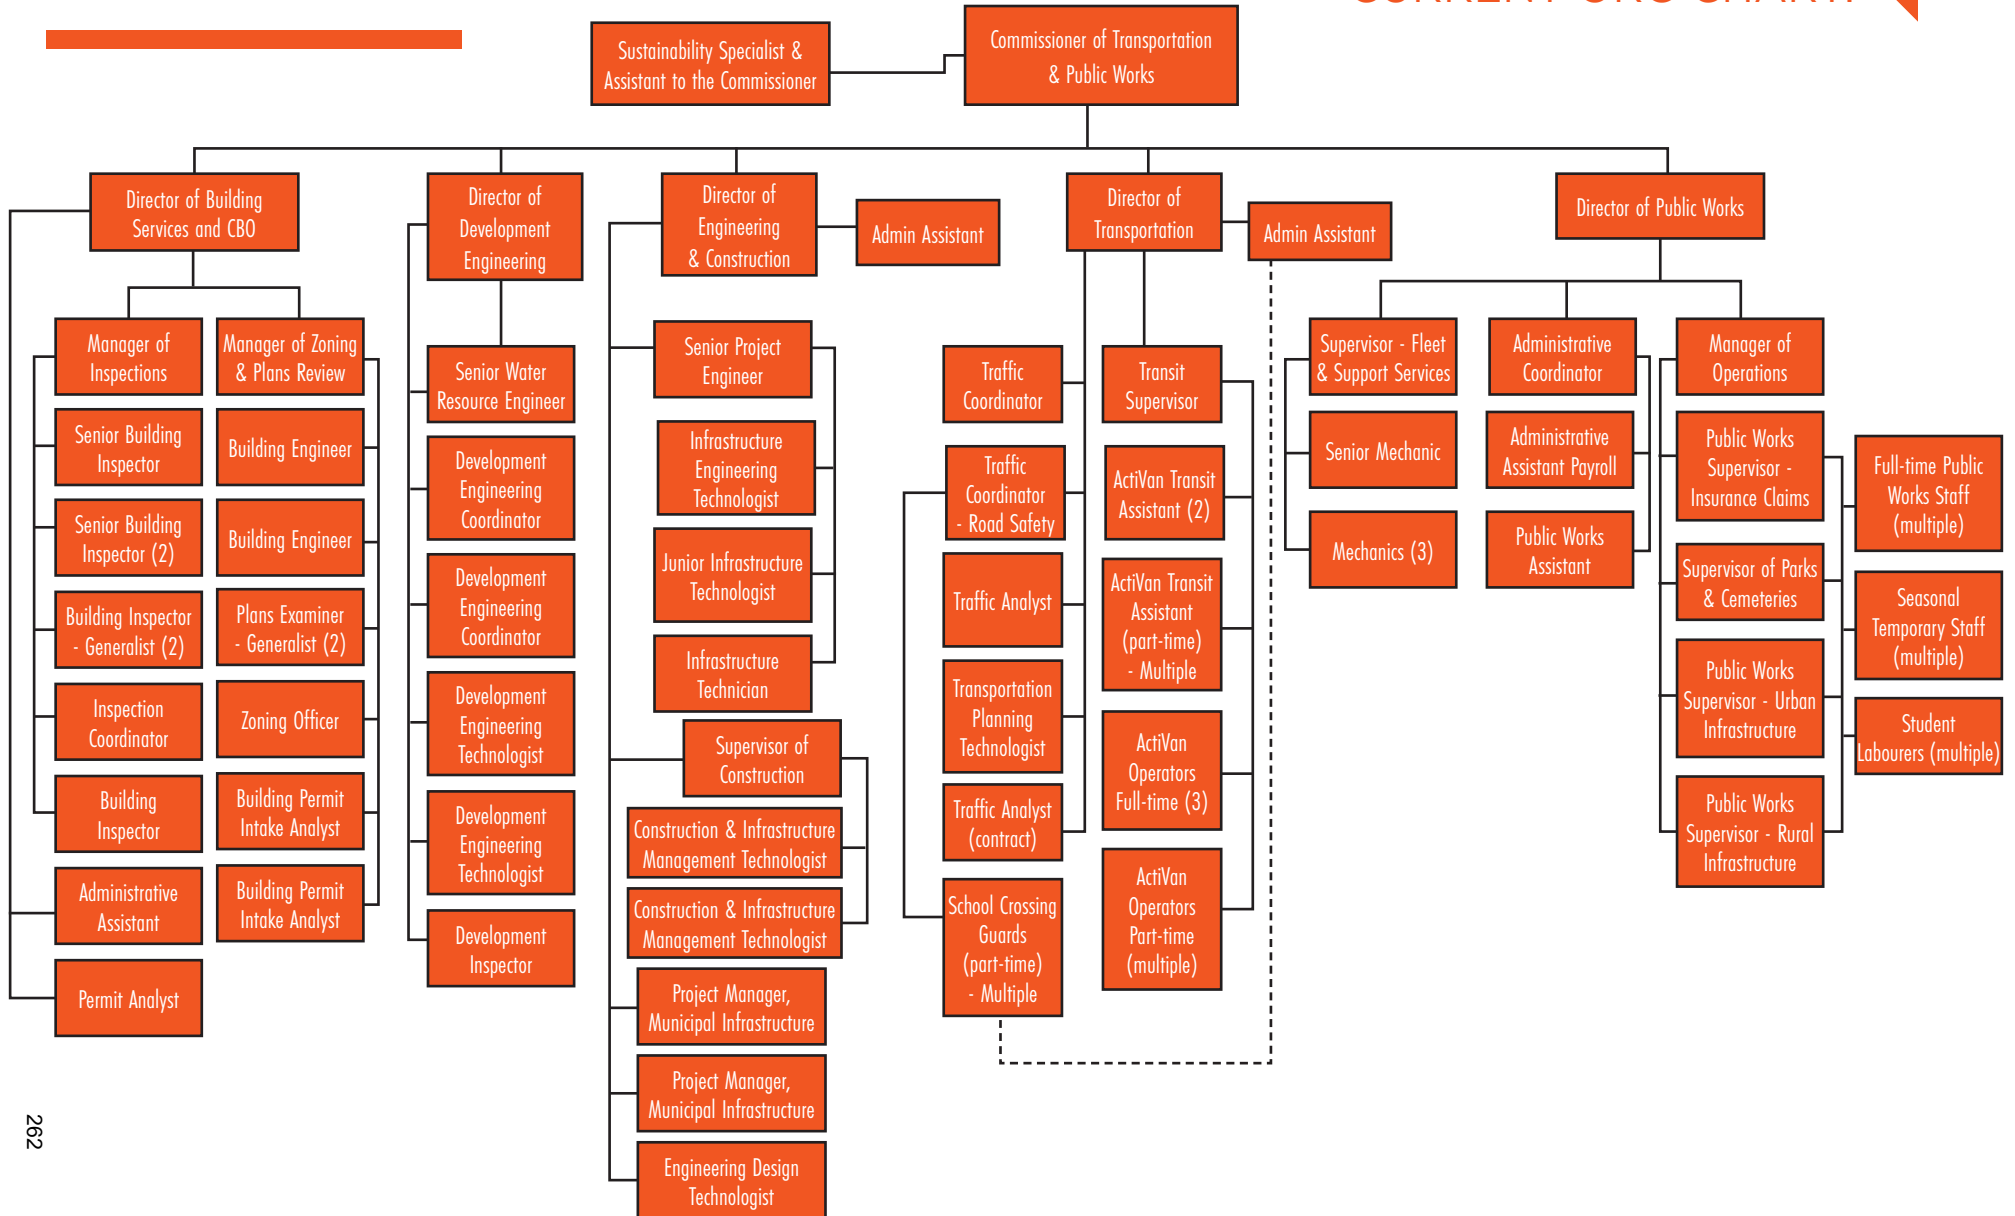 CURRENT ORG CHART:
Sustainability Specialist &
Assistant to the Commissioner
Commissioner of Transportation
& Public Works
Director of Building
Services and CBO
Director of
Development
Engineering
Director of
Engineering
& Construction
Admin Assistant
Director of
Transportation
Admin Assistant
Director of Public Works
Manager of
Inspections
Senior Building
Inspector
Senior Building
Inspector (2)
Building Inspector
- Generalist (2)
Inspection
Coordinator
Building
Inspector
Administrative
Assistant
Permit Analyst
Manager of Zoning
& Plans Review
Building Engineer
Building Engineer
Plans Examiner
- Generalist (2)
Zoning Officer
Building Permit
Intake Analyst
Building Permit
Intake Analyst
Senior Water
Resource Engineer
Development
Engineering
Coordinator
Development
Engineering
Coordinator
Development
Engineering
Technologist
Development
Engineering
Technologist
Development
Inspector
Senior Project
Engineer
Infrastructure
Engineering
Technologist
Junior Infrastructure
Technologist
Infrastructure
Technician
Supervisor of
Construction
Construction & Infrastructure
Management Technologist
Construction & Infrastructure
Management Technologist
Project Manager,
Municipal Infrastructure
Project Manager,
Municipal Infrastructure
Engineering Design
Technologist
Traffic
Coordinator
Traffic
Coordinator
- Road Safety
Traffic Analyst
Transportation
Planning
Technologist
Traffic Analyst
(contract)
School Crossing
Guards
(part-time)
- Multiple
Transit
Supervisor
ActiVan Transit
Assistant (2)
ActiVan Transit
Assistant
(part-time)
- Multiple
ActiVan
Operators
Full-time (3)
ActiVan
Operators
Part-time
(multiple)
Supervisor - Fleet
& Support Services
Senior Mechanic
Mechanics (3)
Administrative
Coordinator
Administrative
Assistant Payroll
Public Works
Assistant
Manager of
Operations
Public Works
Supervisor -
Insurance Claims
Supervisor of Parks
& Cemeteries
Public Works
Supervisor - Urban
Infrastructure
Public Works
Supervisor - Rural
Infrastructure
Full-time Public
Works Staff
(multiple)
Seasonal
Temporary Staff
(multiple)
Student
Labourers (multiple)
262